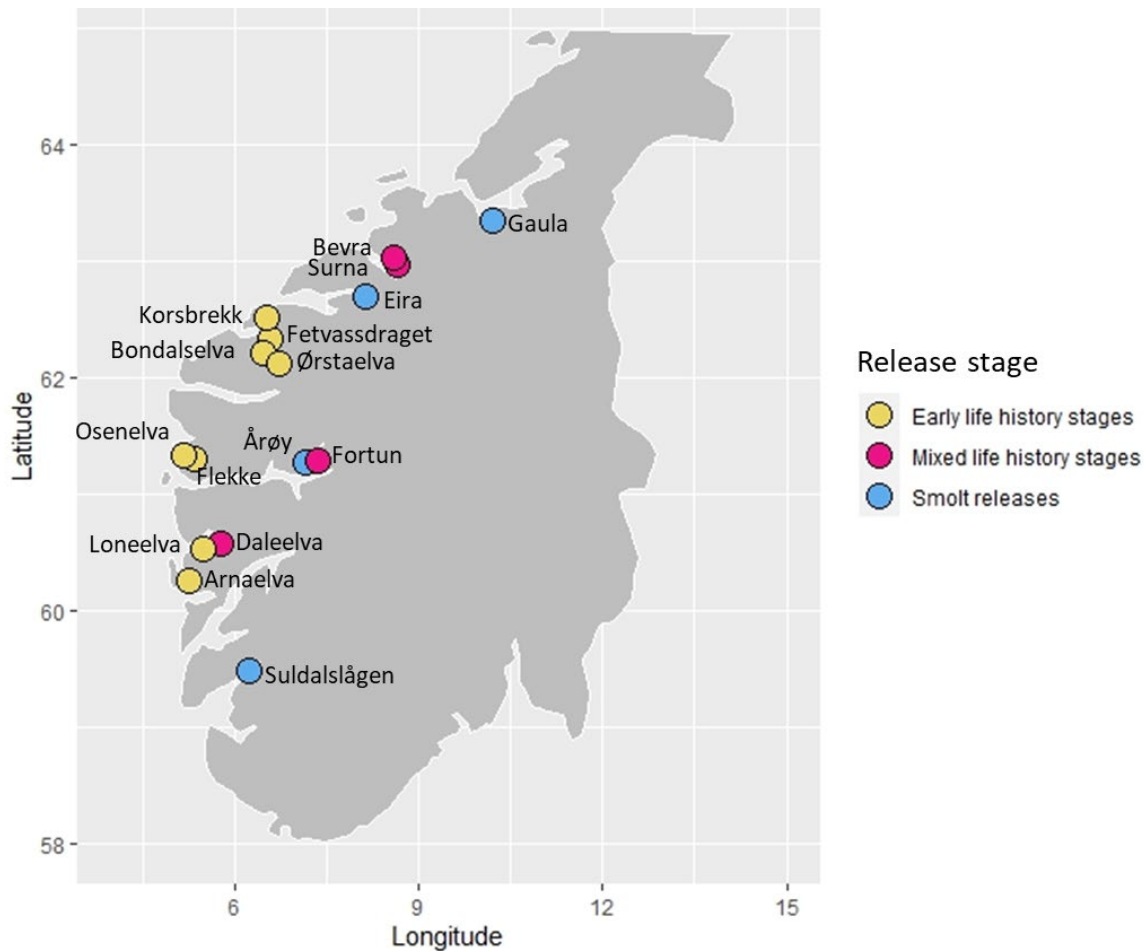 64
62
60
58
Latitude
6
9
12
15
Longitude
Gaula
Bevra
Surna
Eira
Korsbrekk
Fetvassdraget
Bondalselva
Ørstaelva
Osenelva
Årøy
Fortun
Flekke
Loneelva
Daleelva
Arnaelva
Suldalslågen
Release stage
Early life history stages
Mixed life history stages
Smolt releases